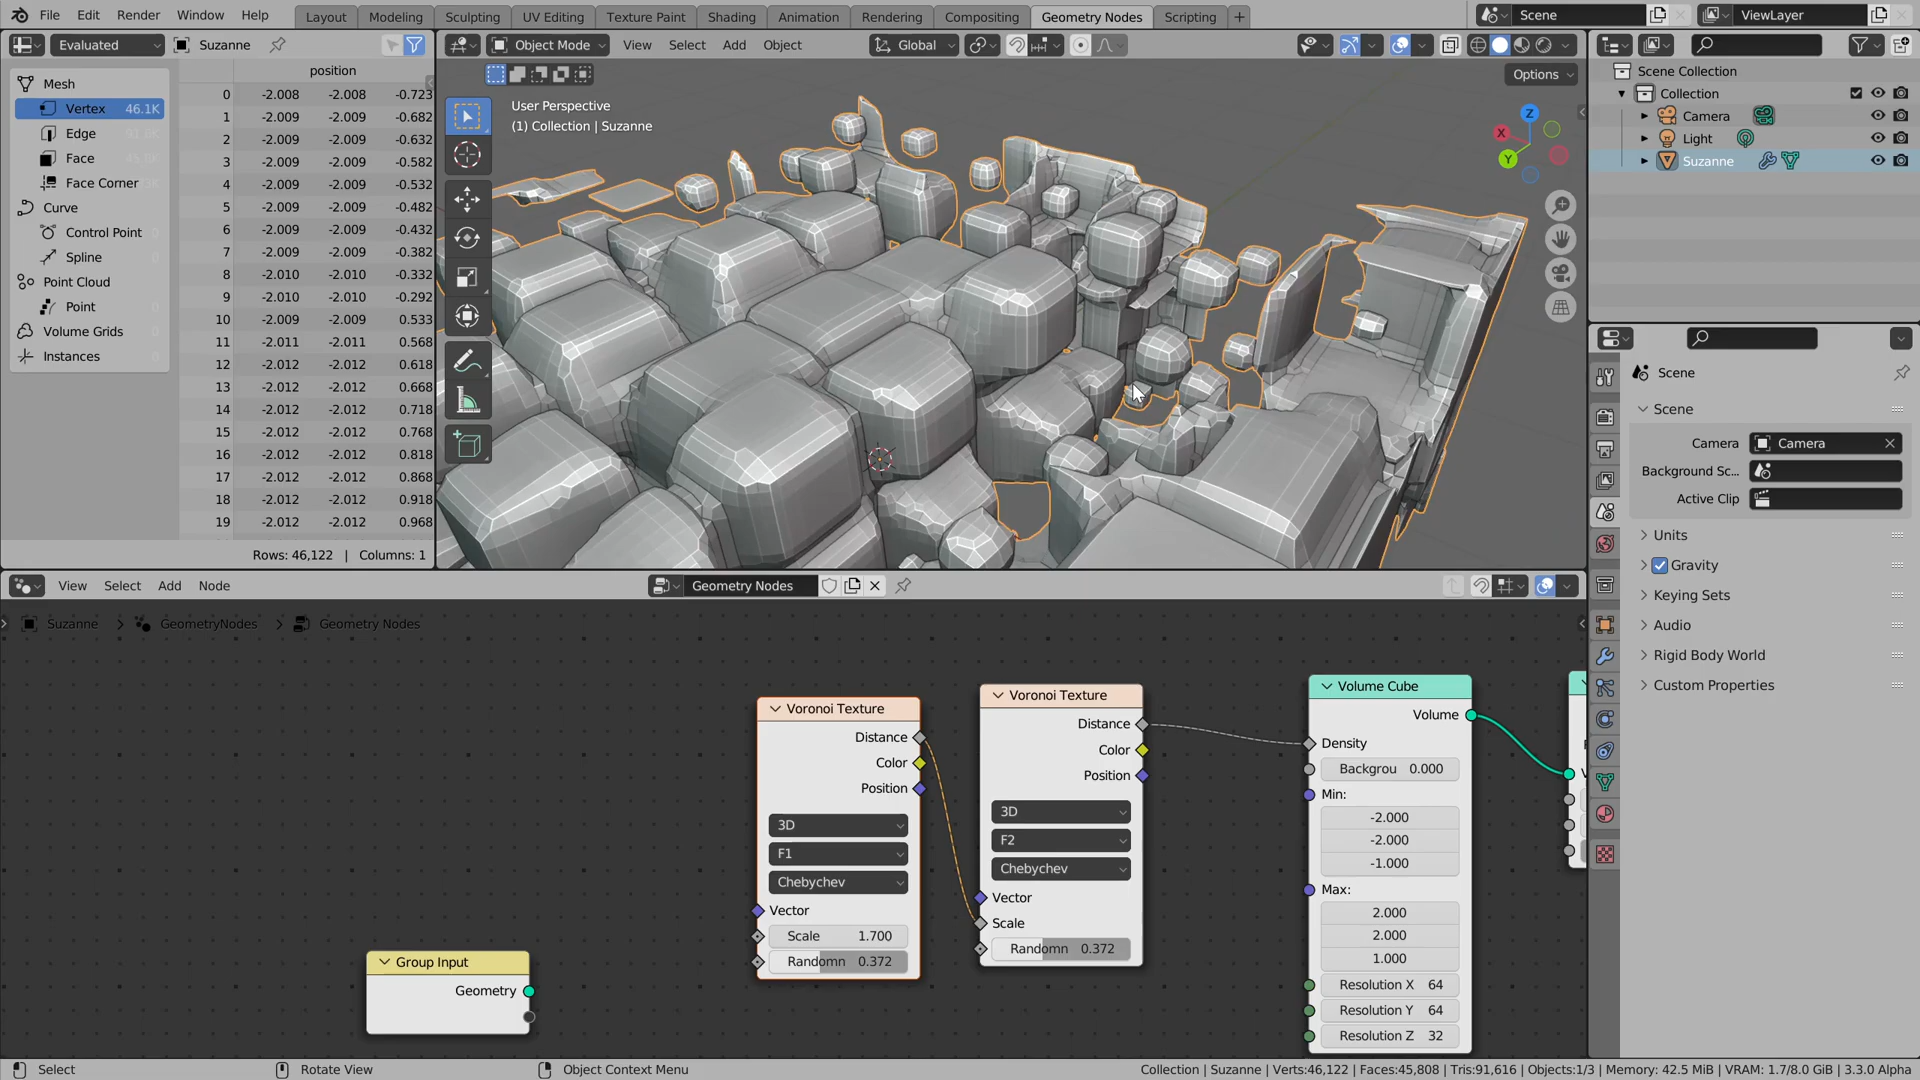 File Edit Render Window Help Layout Modeling Sculpting UV Editing Texture Paint Shading Animation Rendering Compositing Geometry Nodes Scripting + Scene ViewLayer
Evaluated Suzanne
Object Mode View Select Add Object Global
Options
position
Mesh
Vertex 46.1K
Edge
Face
Face Corner
Curve
Control Point 0
Spline 0
Point Cloud
Point 0
Volume Grids 0
Instances 0
0 -2.008 -2.008 -0.723
1 -2.009 -2.009 -0.682
2 -2.009 -2.009 -0.632
3 -2.009 -2.009 -0.582
4 -2.009 -2.009 -0.532
5 -2.009 -2.009 -0.482
6 -2.009 -2.009 -0.432
7 -2.009 -2.009 -0.382
8 -2.010 -2.010 -0.332
9 -2.010 -2.010 -0.292
10 -2.009 -2.009 0.533
11 -2.011 -2.011 0.568
12 -2.012 -2.012 0.618
13 -2.012 -2.012 0.668
14 -2.012 -2.012 0.718
15 -2.012 -2.012 0.768
16 -2.012 -2.012 0.818
17 -2.012 -2.012 0.868
18 -2.012 -2.012 0.918
19 -2.012 -2.012 0.968
Rows: 46,122 | Columns: 1
User Perspective
(1) Collection | Suzanne
Z
X
Y
Scene Collection
Collection
Camera
Light
Suzanne
Scene
Scene
Camera Camera
Background Sc...
Active Clip
Units
Gravity
Keying Sets
Audio
Rigid Body World
Custom Properties
View Select Add Node Geometry Nodes
Suzanne > GeometryNodes > Geometry Nodes
Group Input
Geometry
Voronoi Texture
Distance
Color
Position
3D
F1
Chebychev
Vector
Scale 1.700
Randomn 0.372
Voronoi Texture
Distance
Color
Position
3D
F2
Chebychev
Vector
Scale
Randomn 0.372
Volume Cube
Volume
Density
Backgrou 0.000
Min:
-2.000
-2.000
-1.000
Max:
2.000
2.000
1.000
Resolution X 64
Resolution Y 64
Resolution Z 32
Select Rotate View Object Context Menu Collection | Suzanne | Verts:46,122 | Faces:45,808 | Tris:91,616 | Objects:1/3 | Memory: 42.5 MiB | VRAM: 1.7/8.0 GiB | 3.3.0 Alpha